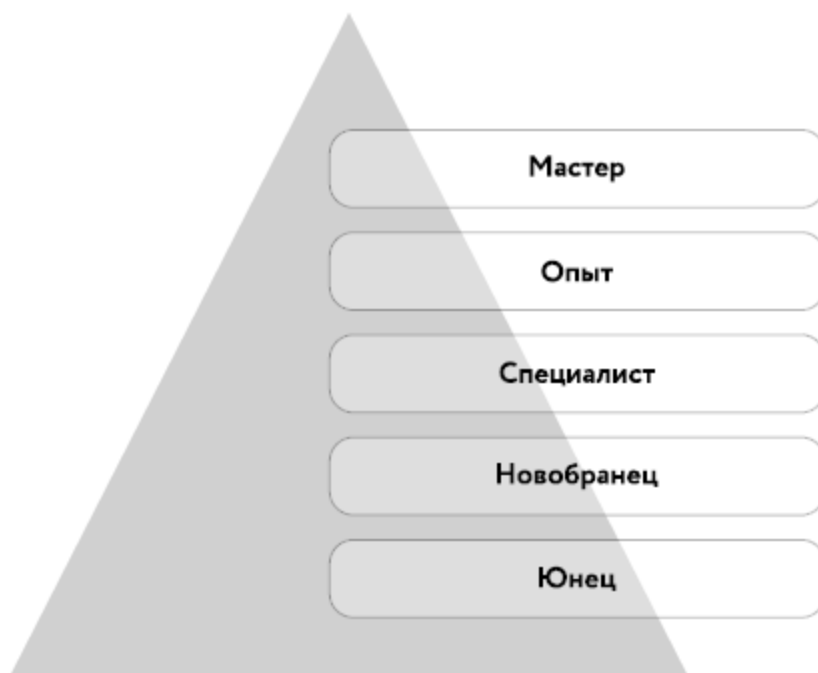 Мастер
Опыт
Специалист
Новобранец
Юнец